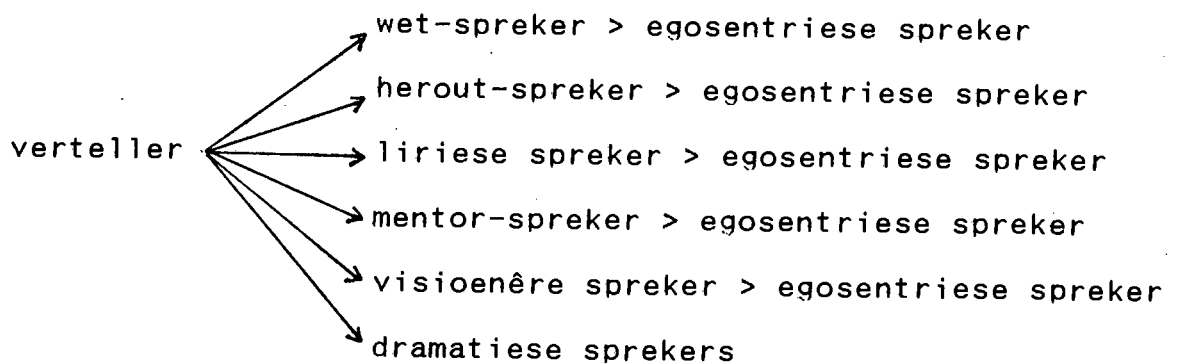 wet-spreker > egosentriese spreker
herout-spreker > egosentriese spreker
verteller
liriese spreker > egosentriese spreker
mentor-spreker > egosentriese spreker
visioenêre spreker > egosentriese spreker
dramatiese sprekers